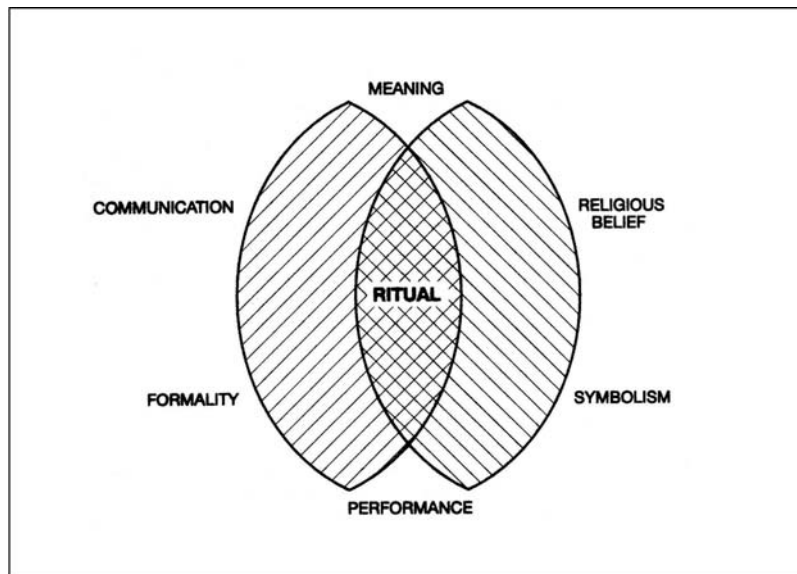 MEANING
COMMUNICATION
RELIGIOUS
BELIEF
RITUAL
FORMALITY
SYMBOLISM
PERFORMANCE